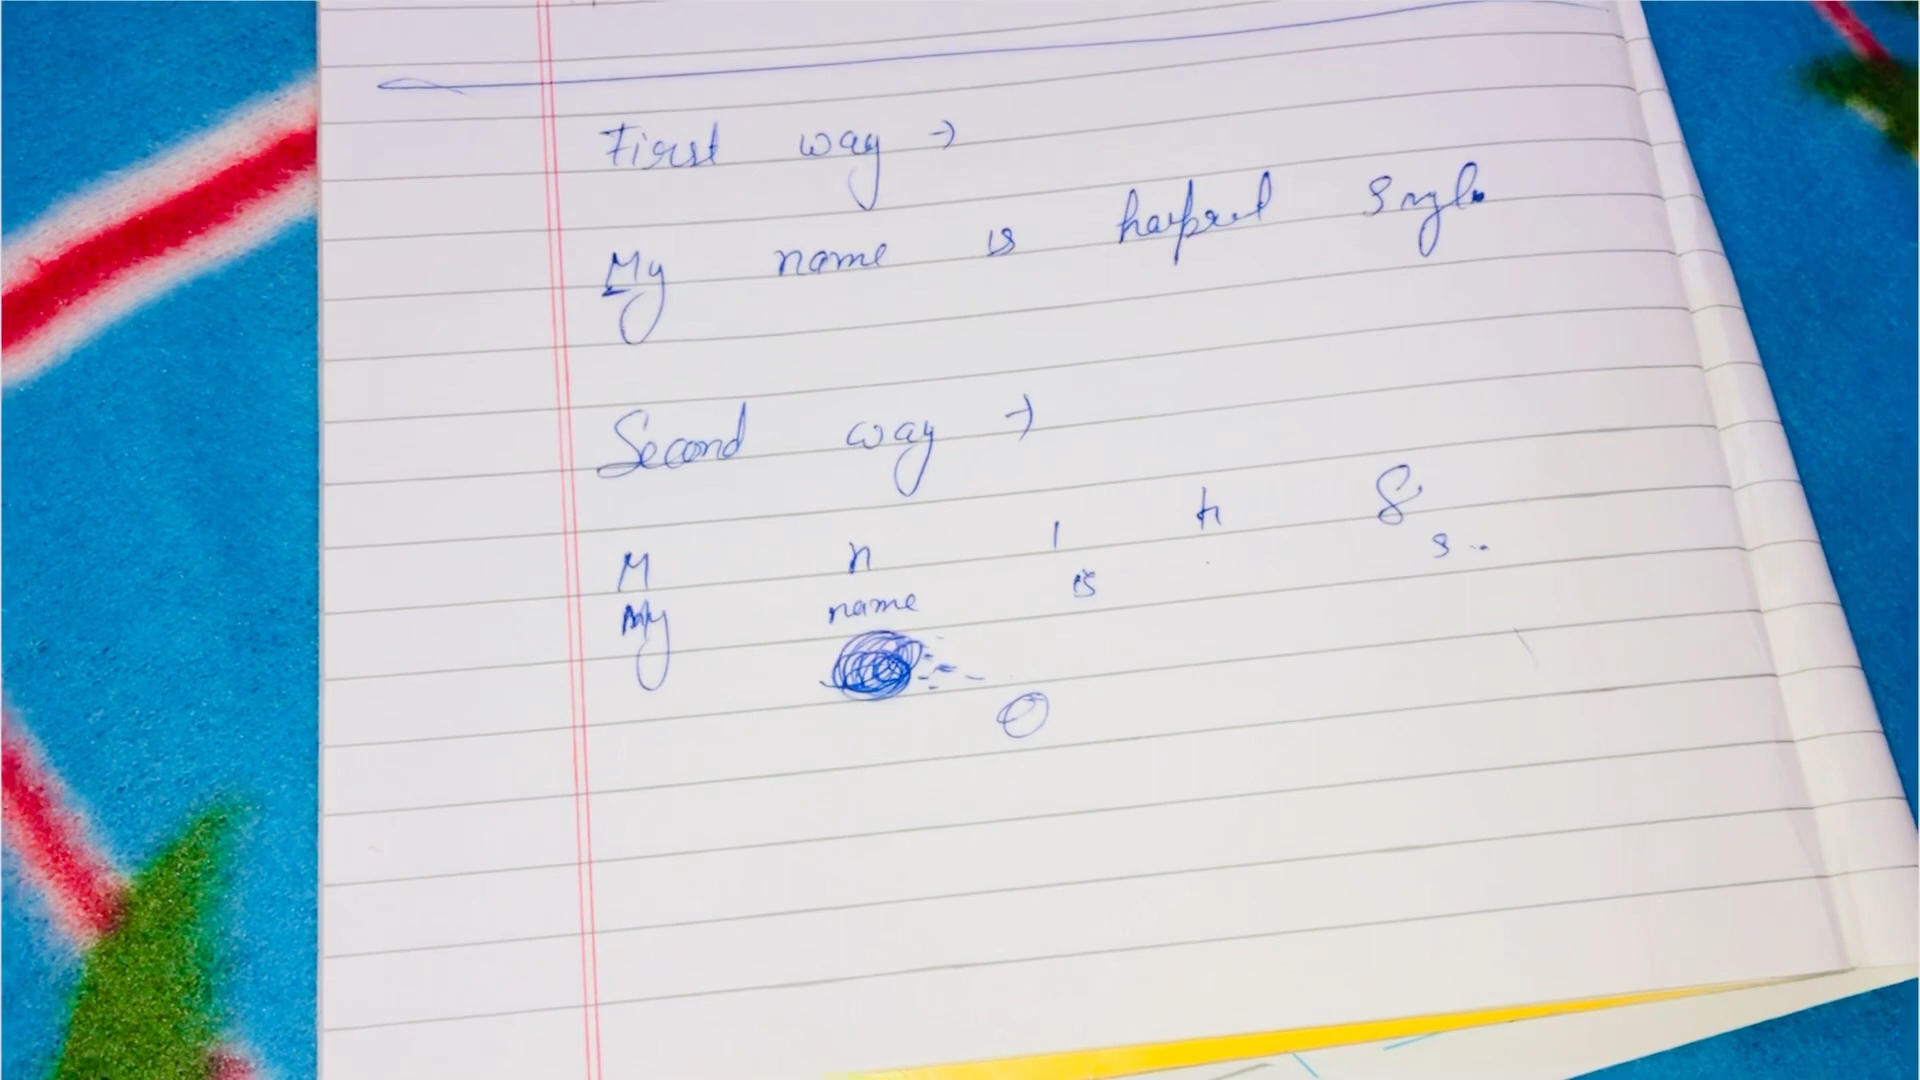 First way →
My name is harpreet Singh
Second way →
M n i h S
My name is s..